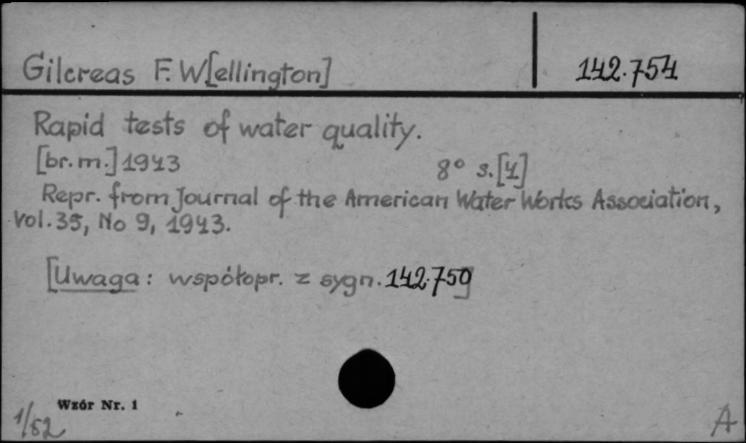 Gilcreas F. W[ellington]
142.754
Rapid tests of water quality.
[br. m.] 1943 8° s. [4]
Repr. from Journal of the American Water Works Association,
Vol. 35, No 9, 1943.
[Uwaga: współopr. z sygn. 142.750]
Wzór Nr. 1
1/52
A